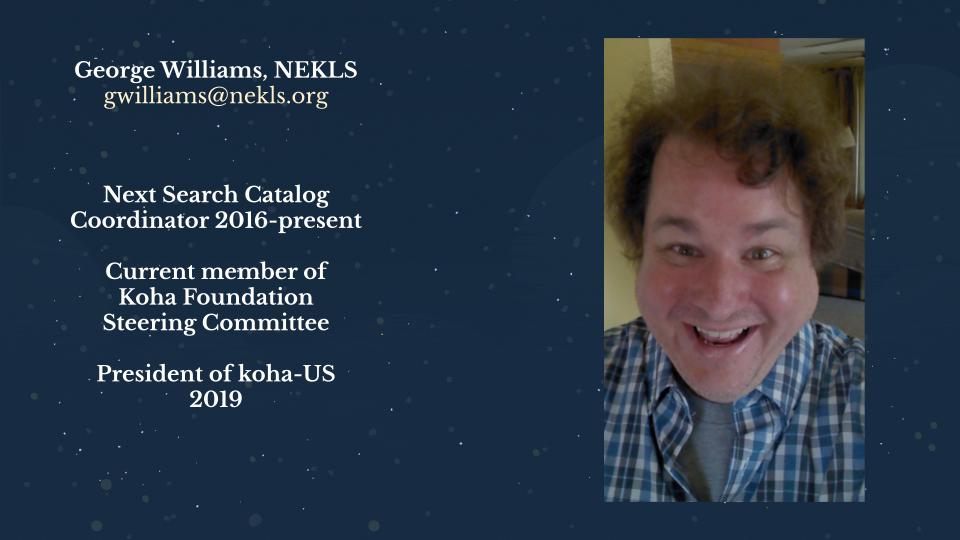 George Williams, NEKLS
gwilliams@nekls.org
Next Search Catalog
Coordinator 2016-present
Current member of
Koha Foundation
Steering Committee
President of koha-US
2019